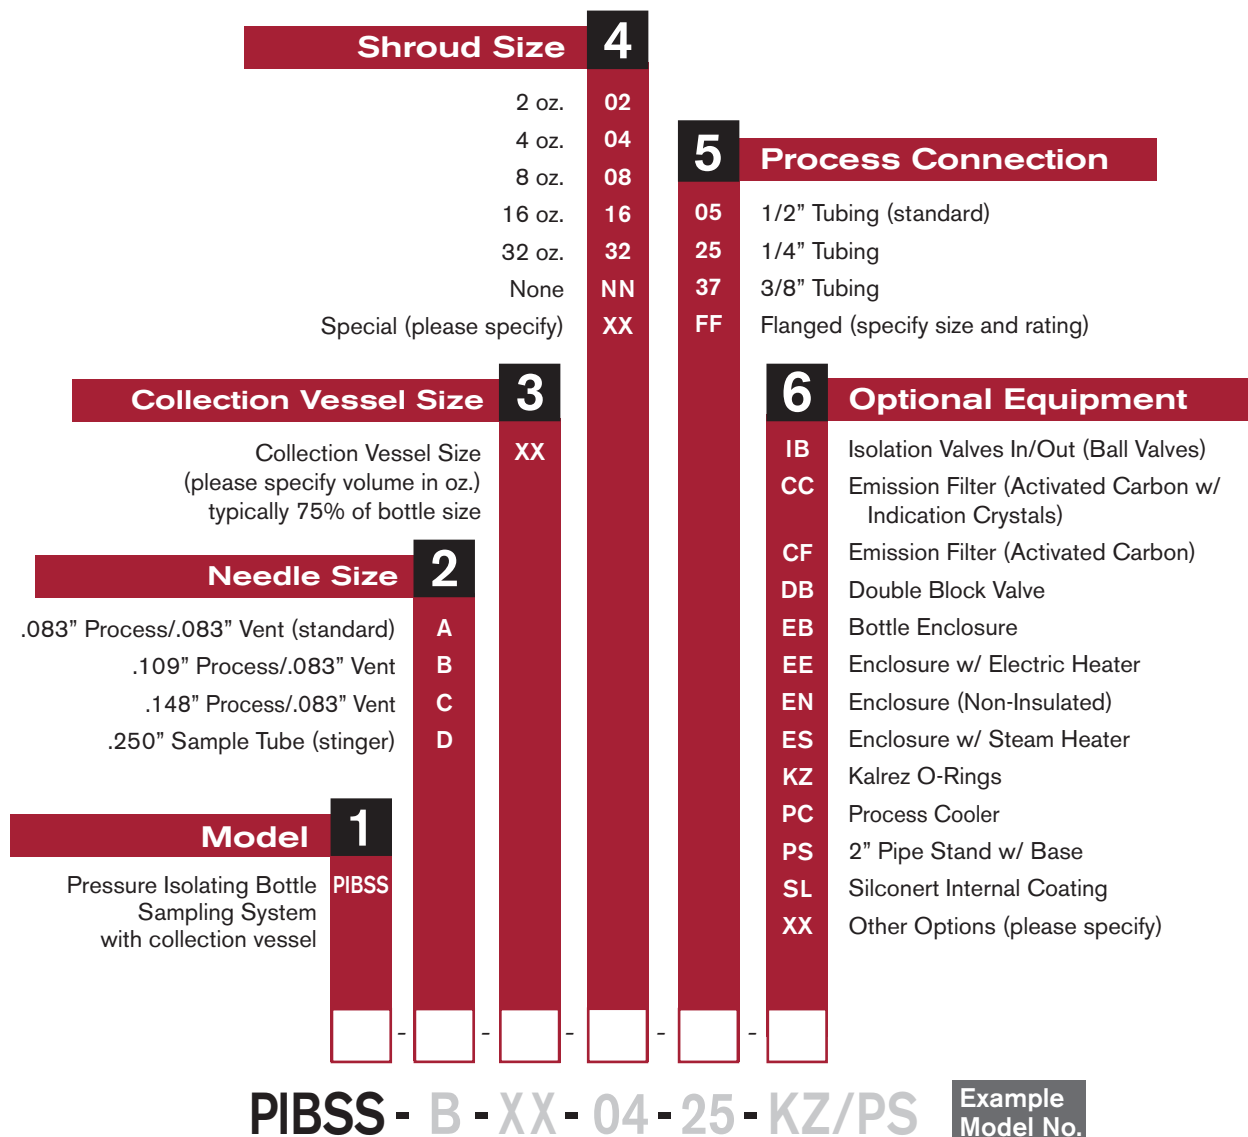 Shroud Size 4
2 oz. 02
4 oz. 04
8 oz. 08
16 oz. 16
32 oz. 32
None NN
Special (please specify) XX
5 Process Connection
05 1/2” Tubing (standard)
25 1/4” Tubing
37 3/8” Tubing
FF Flanged (specify size and rating)
Collection Vessel Size 3
Collection Vessel Size XX
(please specify volume in oz.)
typically 75% of bottle size
6 Optional Equipment
IB Isolation Valves In/Out (Ball Valves)
CC Emission Filter (Activated Carbon w/
Indication Crystals)
CF Emission Filter (Activated Carbon)
DB Double Block Valve
EB Bottle Enclosure
EE Enclosure w/ Electric Heater
EN Enclosure (Non-Insulated)
ES Enclosure w/ Steam Heater
KZ Kalrez O-Rings
PC Process Cooler
PS 2” Pipe Stand w/ Base
SL Silconert Internal Coating
XX Other Options (please specify)
Needle Size 2
.083” Process/.083” Vent (standard) A
.109” Process/.083” Vent B
.148” Process/.083” Vent C
.250” Sample Tube (stinger) D
Model 1
Pressure Isolating Bottle PIBSS
Sampling System
with collection vessel
- - - - -
PIBSS - B - XX - 04 - 25 - KZ/PS
Example
Model No.